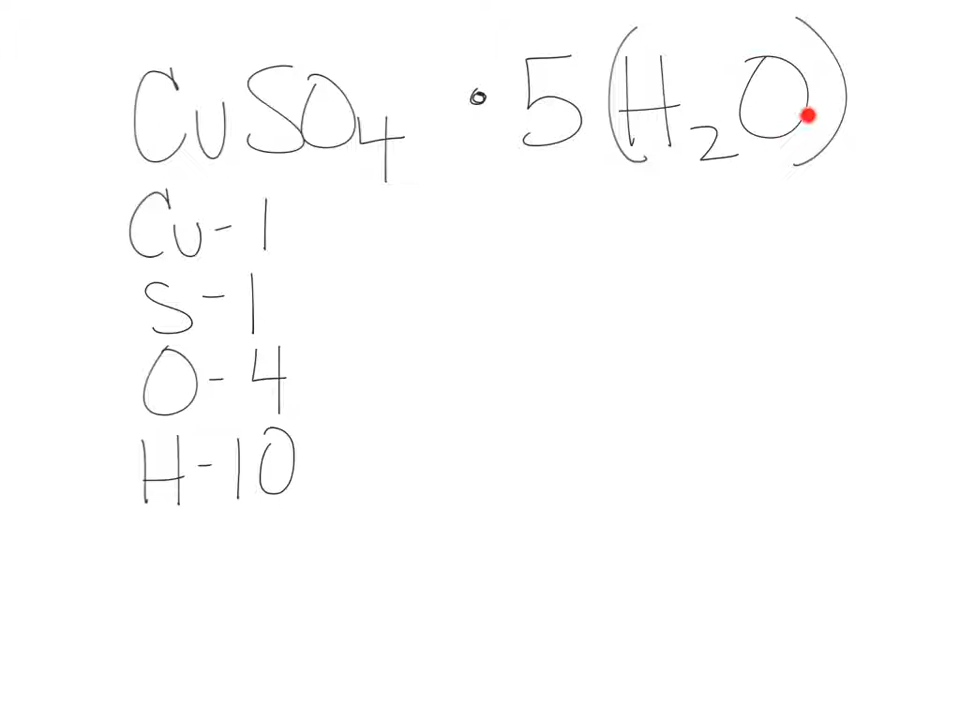 CuSO₄ • 5(H₂O)
Cu - 1
S - 1
O - 4
H - 10